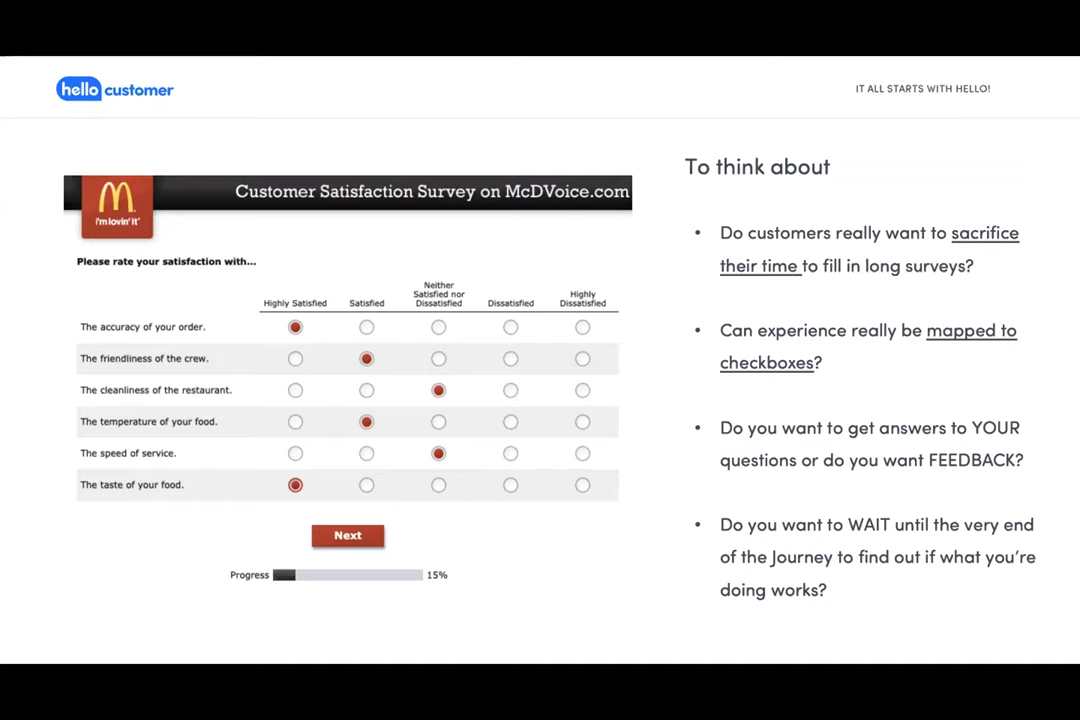 hello customer
IT ALL STARTS WITH HELLO!
i'm lovin' it®
Customer Satisfaction Survey on McDVoice.com
Please rate your satisfaction with...
Highly Satisfied
Satisfied
Neither
Satisfied nor
Dissatisfied
Dissatisfied
Highly
Dissatisfied
The accuracy of your order.
The friendliness of the crew.
The cleanliness of the restaurant.
The temperature of your food.
The speed of service.
The taste of your food.
Next
Progress 15%
To think about
• Do customers really want to sacrifice
their time to fill in long surveys?
• Can experience really be mapped to
checkboxes?
• Do you want to get answers to YOUR
questions or do you want FEEDBACK?
• Do you want to WAIT until the very end
of the Journey to find out if what you're
doing works?